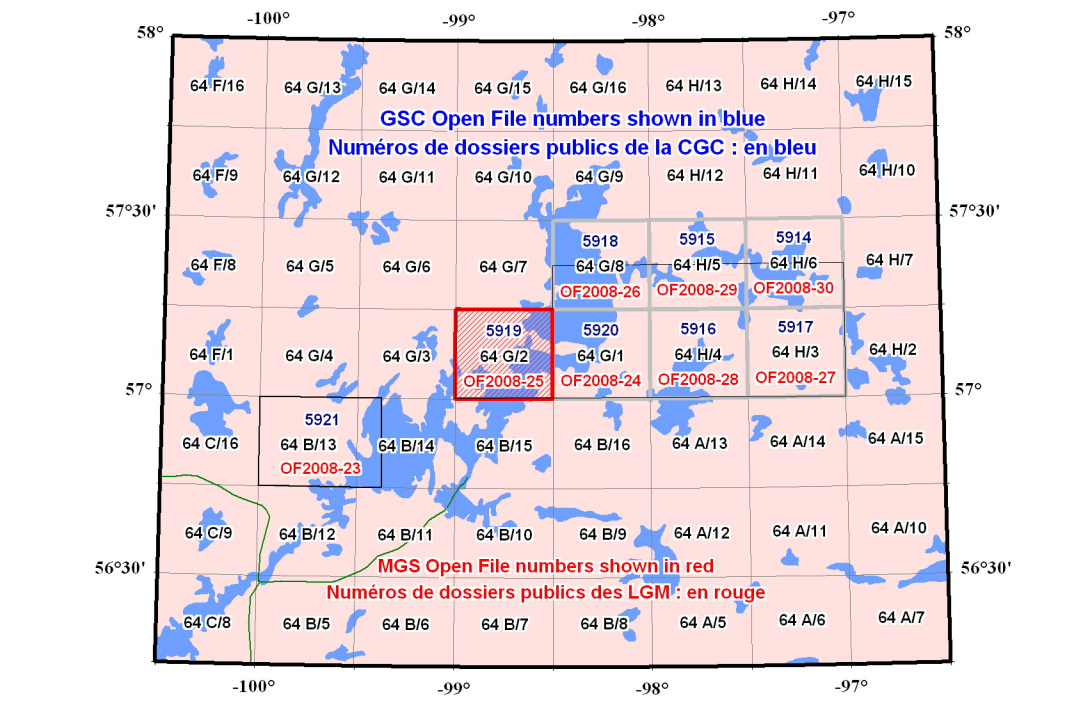 -100° -99° -98° -97°
58° 58°
64 F/16 64 G/13 64 G/14 64 G/15 64 G/16 64 H/13 64 H/14 64 H/15
GSC Open File numbers shown in blue
Numéros de dossiers publics de la CGC : en bleu
64 F/9 64 G/12 64 G/11 64 G/10 64 G/9 64 H/12 64 H/11 64 H/10
57°30' 57°30'
5918 5915 5914
64 F/8 64 G/5 64 G/6 64 G/7 64 G/8 64 H/5 64 H/6 64 H/7
OF2008-26 OF2008-29 OF2008-30
5919 5920 5916 5917
64 F/1 64 G/4 64 G/3 64 G/2 64 G/1 64 H/4 64 H/3 64 H/2
OF2008-25 OF2008-24 OF2008-28 OF2008-27
57° 57°
5921
64 C/16 64 B/13 64 B/14 64 B/15 64 B/16 64 A/13 64 A/14 64 A/15
OF2008-23
64 C/9 64 B/12 64 B/11 64 B/10 64 B/9 64 A/12 64 A/11 64 A/10
56°30' 56°30'
MGS Open File numbers shown in red
Numéros de dossiers publics des LGM : en rouge
64 C/8 64 B/5 64 B/6 64 B/7 64 B/8 64 A/5 64 A/6 64 A/7
-100° -99° -98° -97°